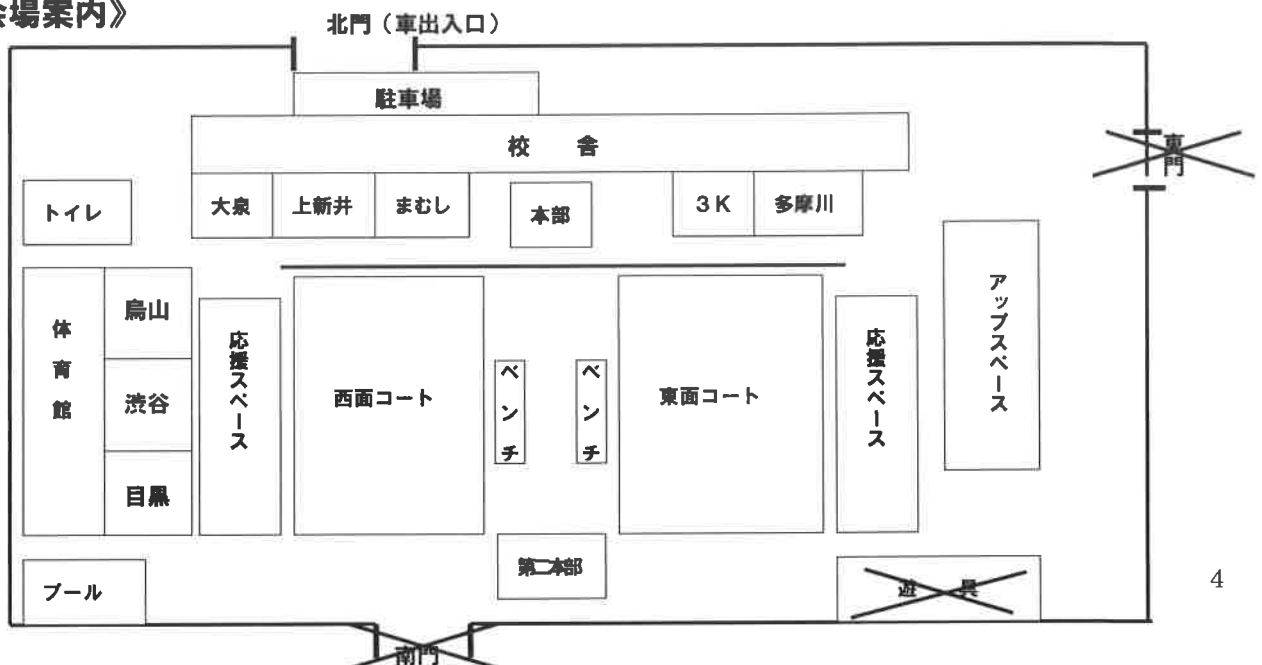 会場案内》
北門（車出入口）
駐車場
校 舎
トイレ
大泉
上新井
まむし
本部
3K
多摩川
体育館
烏山
渋谷
目黒
応援スペース
西面コート
ベンチ
ベンチ
東面コート
応援スペース
アップスペース
プール
第二本部
遊具
南門
4